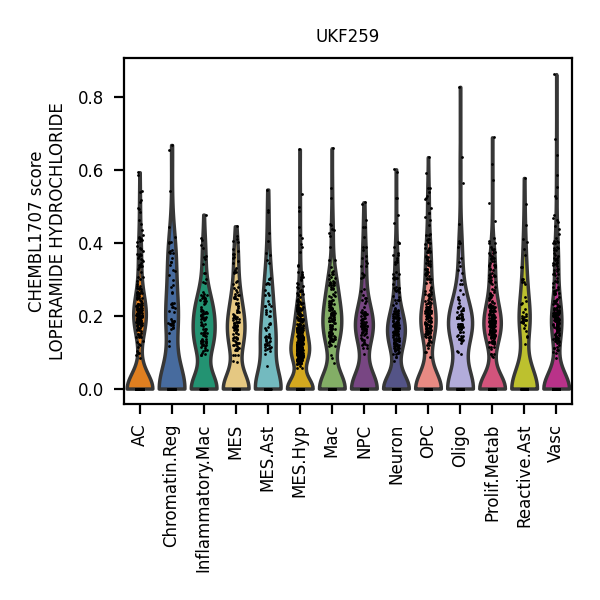 UKF259
CHEMBL1707 score
LOPERAMIDE HYDROCHLORIDE
0.8
0.6
0.4
0.2
0.0
AC
Chromatin.Reg
Inflammatory.Mac
MES
MES.Ast
MES.Hyp
Mac
NPC
Neuron
OPC
Oligo
Prolif.Metab
Reactive.Ast
Vasc